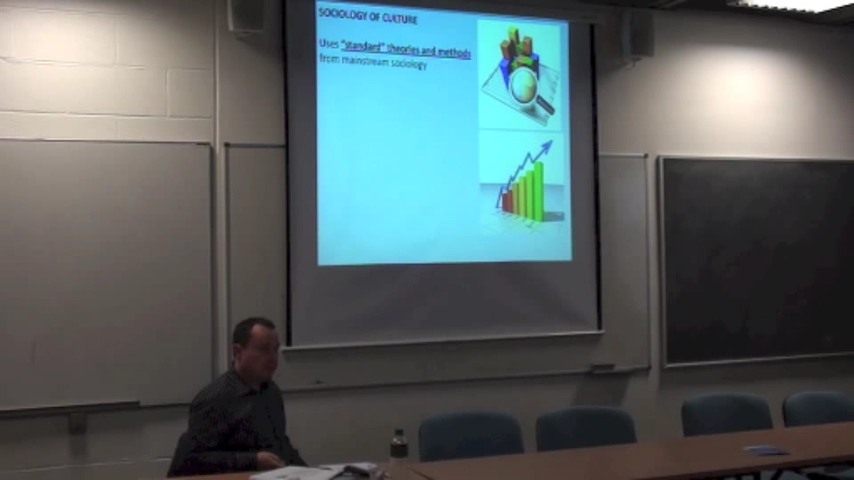 SOCIOLOGY OF CULTURE
Uses "standard" theories and methods
from mainstream sociology